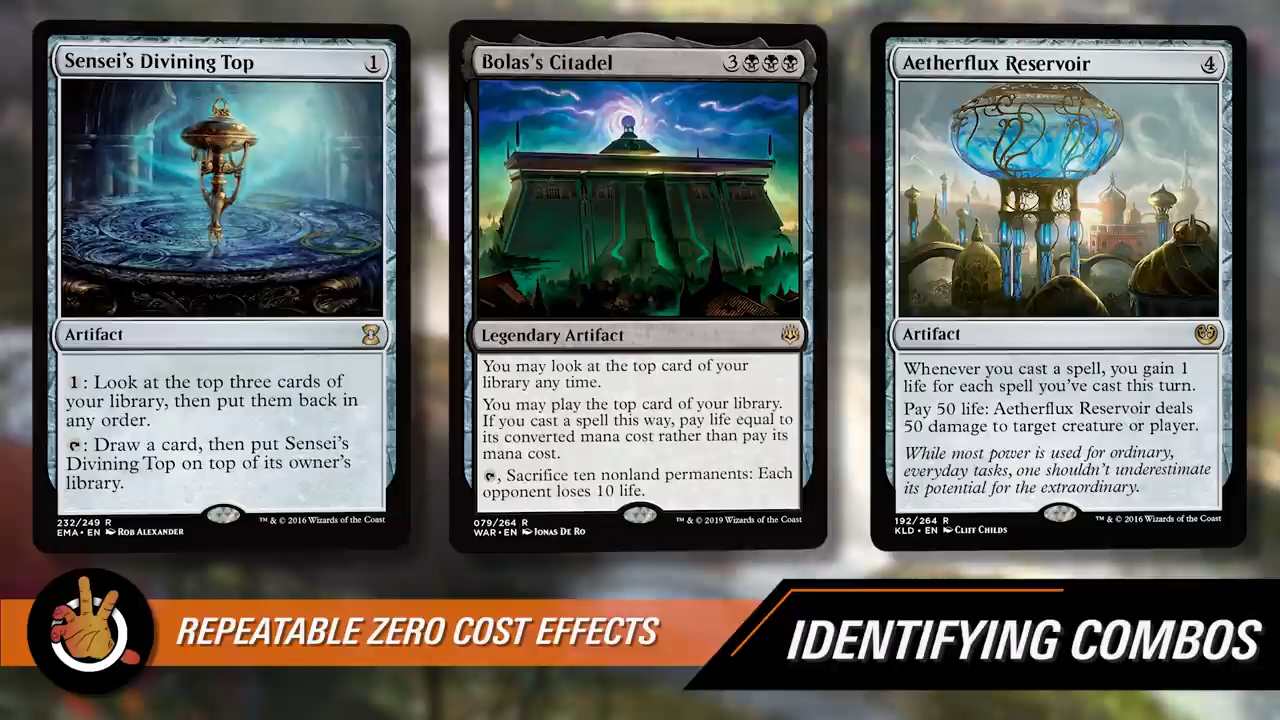 Sensei's Divining Top 1
Artifact
1: Look at the top three cards of
your library, then put them back in
any order.
: Draw a card, then put Sensei's
Divining Top on top of its owner's
library.
232/249 R
EMA • EN Rob Alexander
™ & © 2016 Wizards of the Coast
Bolas's Citadel 3
Legendary Artifact
You may look at the top card of your
library any time.
You may play the top card of your library.
If you cast a spell this way, pay life equal to
its converted mana cost rather than pay its
mana cost.
, Sacrifice ten nonland permanents: Each
opponent loses 10 life.
079/264 R
WAR • EN Jonas De Ro
™ & © 2019 Wizards of the Coast
Aetherflux Reservoir 4
Artifact
Whenever you cast a spell, you gain 1
life for each spell you've cast this turn.
Pay 50 life: Aetherflux Reservoir deals
50 damage to target creature or player.
While most power is used for ordinary,
everyday tasks, one shouldn't underestimate
its potential for the extraordinary.
192/264 R
KLD • EN Cliff Childs
™ & © 2016 Wizards of the Coast
REPEATABLE ZERO COST EFFECTS
IDENTIFYING COMBOS